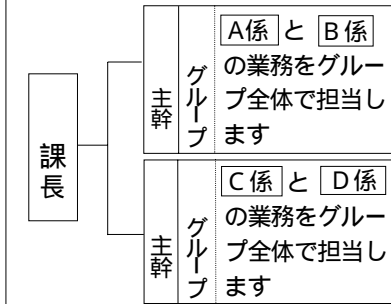 課長
主幹
グループ
A係 と B係
の業務をグルー
プ全体で担当し
ます
主幹
グループ
C係 と D係
の業務をグルー
プ全体で担当し
ます